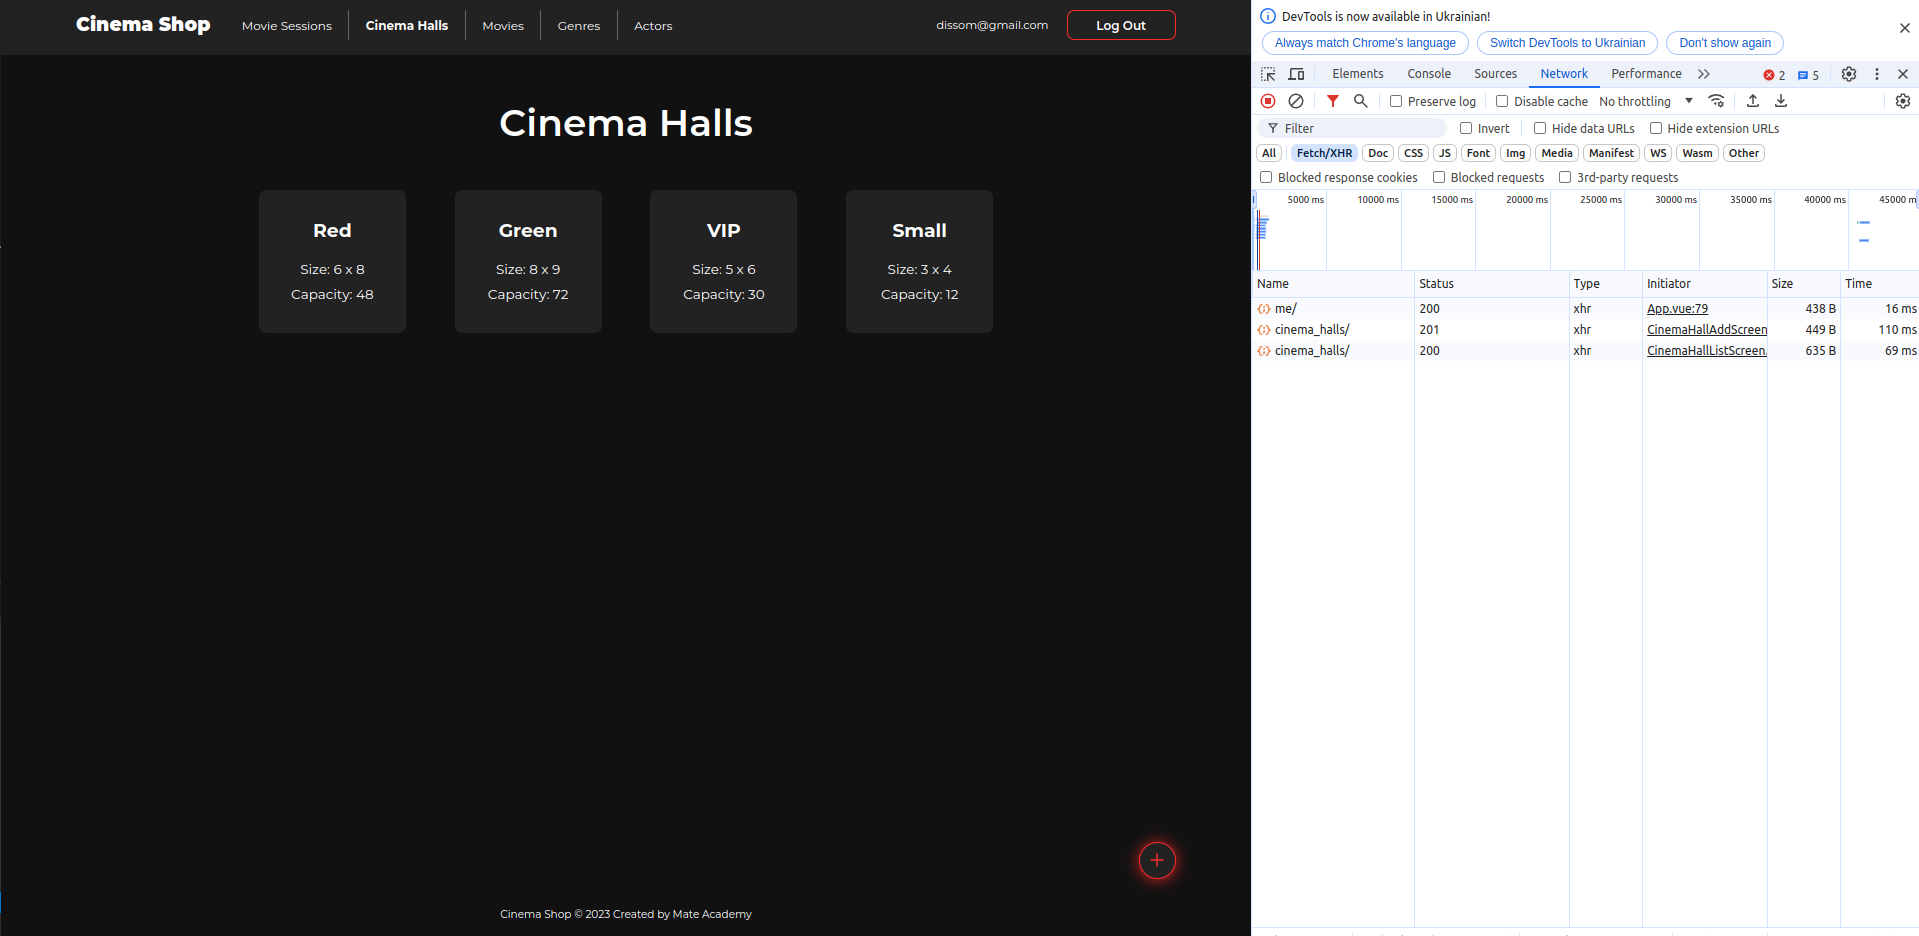 Cinema Shop
Movie Sessions
Cinema Halls
Movies
Genres
Actors
dissom@gmail.com
Log Out
Cinema Halls
Red
Size: 6 x 8
Capacity: 48
Green
Size: 8 x 9
Capacity: 72
VIP
Size: 5 x 6
Capacity: 30
Small
Size: 3 x 4
Capacity: 12
Cinema Shop © 2023 Created by Mate Academy
DevTools is now available in Ukrainian!
Always match Chrome's language
Switch DevTools to Ukrainian
Don't show again
Elements Console Sources Network Performance 2 5
Preserve log Disable cache No throttling
Filter Invert Hide data URLs Hide extension URLs
All Fetch/XHR Doc CSS JS Font Img Media Manifest WS Wasm Other
Blocked response cookies Blocked requests 3rd-party requests
5000 ms 10000 ms 15000 ms 20000 ms 25000 ms 30000 ms 35000 ms 40000 ms 45000 m
Name Status Type Initiator Size Time
me/ 200 xhr App.vue:79 438 B 16 ms
cinema_halls/ 201 xhr CinemaHallAddScreen 449 B 110 ms
cinema_halls/ 200 xhr CinemaHallListScreen. 635 B 69 ms